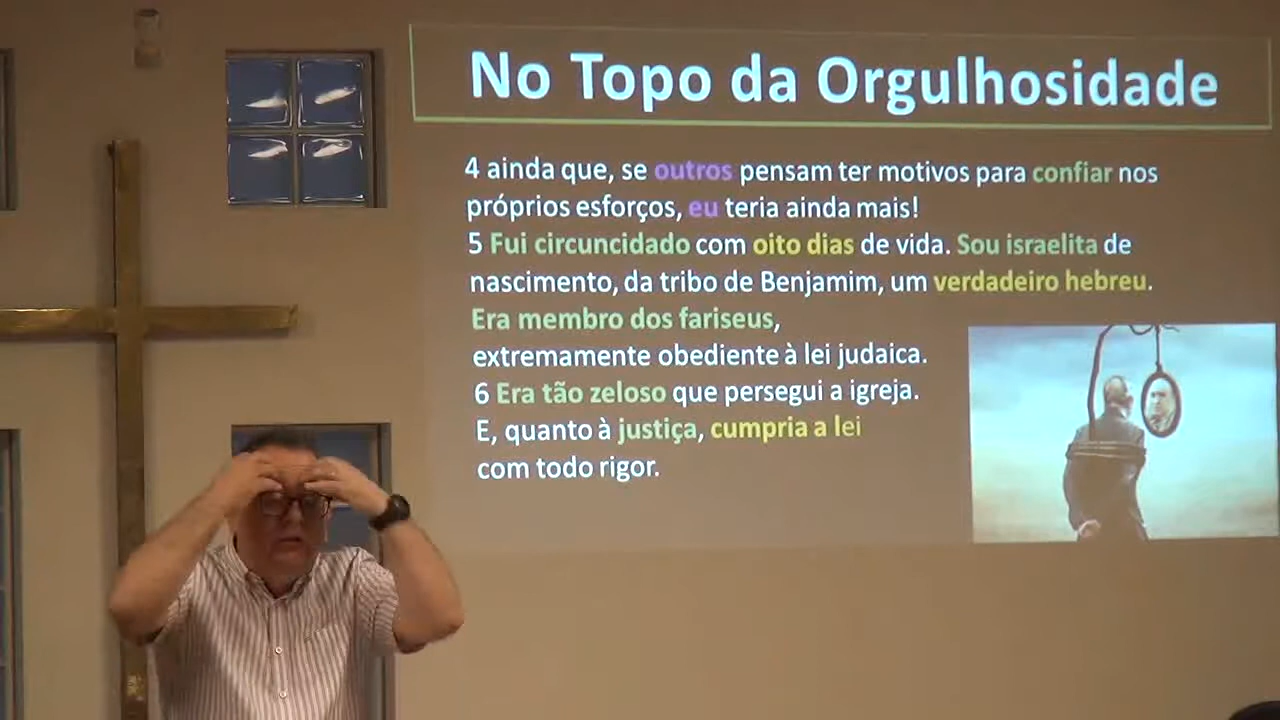 No Topo da Orgulhosidade
4 ainda que, se outros pensam ter motivos para confiar nos
próprios esforços, eu teria ainda mais!
5 Fui circuncidado com oito dias de vida. Sou israelita de
nascimento, da tribo de Benjamim, um verdadeiro hebreu.
Era membro dos fariseus,
extremamente obediente à lei judaica.
6 Era tão zeloso que persegui a igreja.
E, quanto à justiça, cumpria a lei
com todo rigor.